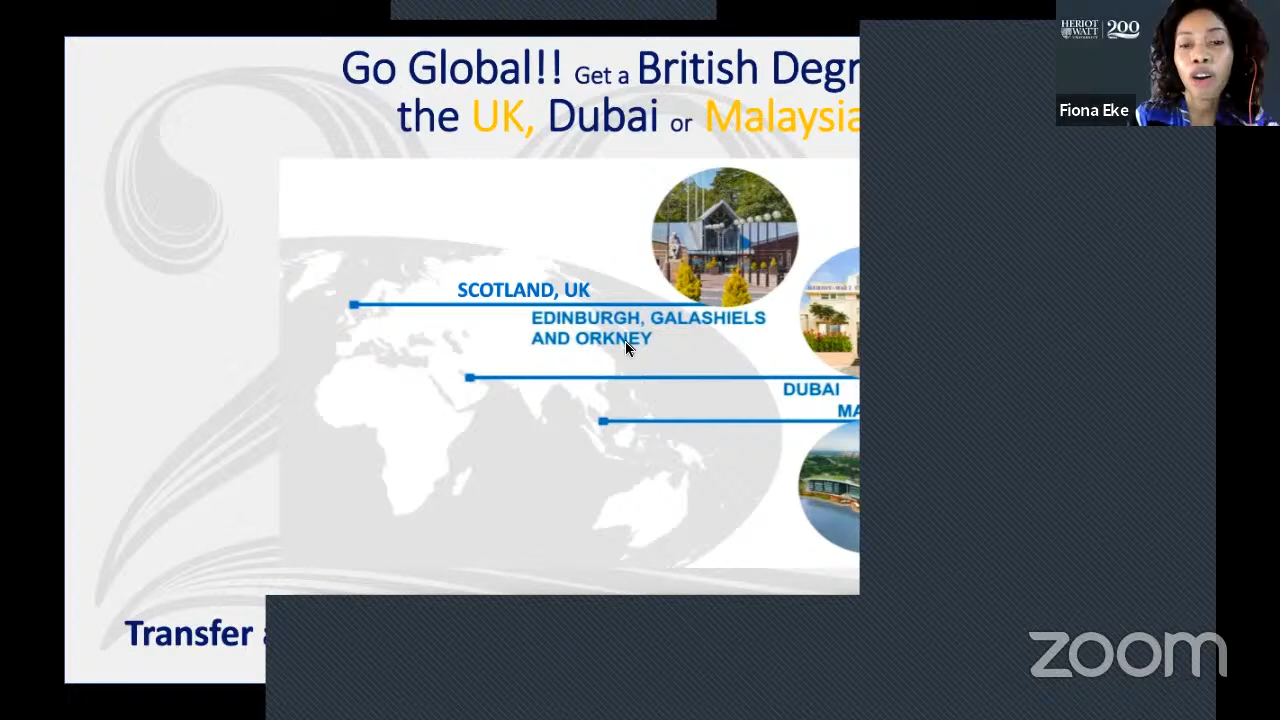 HERIOT
WATT
UNIVERSITY
200
Fiona Eke
Go Global!! Get a British Degr
the UK, Dubai or Malaysia
SCOTLAND, UK
EDINBURGH, GALASHIELS
AND ORKNEY
DUBAI
MA
Transfer
zoom